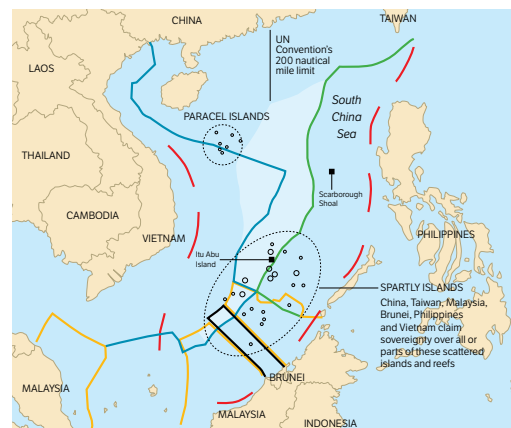 CHINA
TAIWAN
UN
Convention's
200 nautical
mile limit
LAOS
South
China
Sea
PARACEL ISLANDS
THAILAND
Scarborough
Shoal
CAMBODIA
VIETNAM
PHILIPPINES
Itu Abu
Island
SPARTLY ISLANDS
China, Taiwan, Malaysia,
Brunei, Philippines
and Vietnam claim
sovereignty over all or
parts of these scattered
islands and reefs
BRUNEI
MALAYSIA
MALAYSIA
INDONESIA